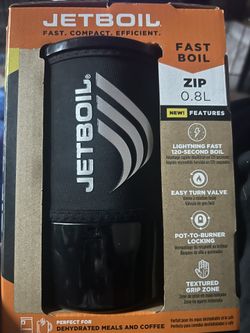 JETBOIL
FAST. COMPACT. EFFICIENT.
FAST
BOIL
ZIP
0.8L
NEW! FEATURES
JETBOIL®
LIGHTNING FAST
120-SECOND BOIL
EASY TURN VALVE
POT-TO-BURNER
LOCKING
TEXTURED
GRIP ZONE
PERFECT FOR
DEHYDRATED MEALS AND COFFEE